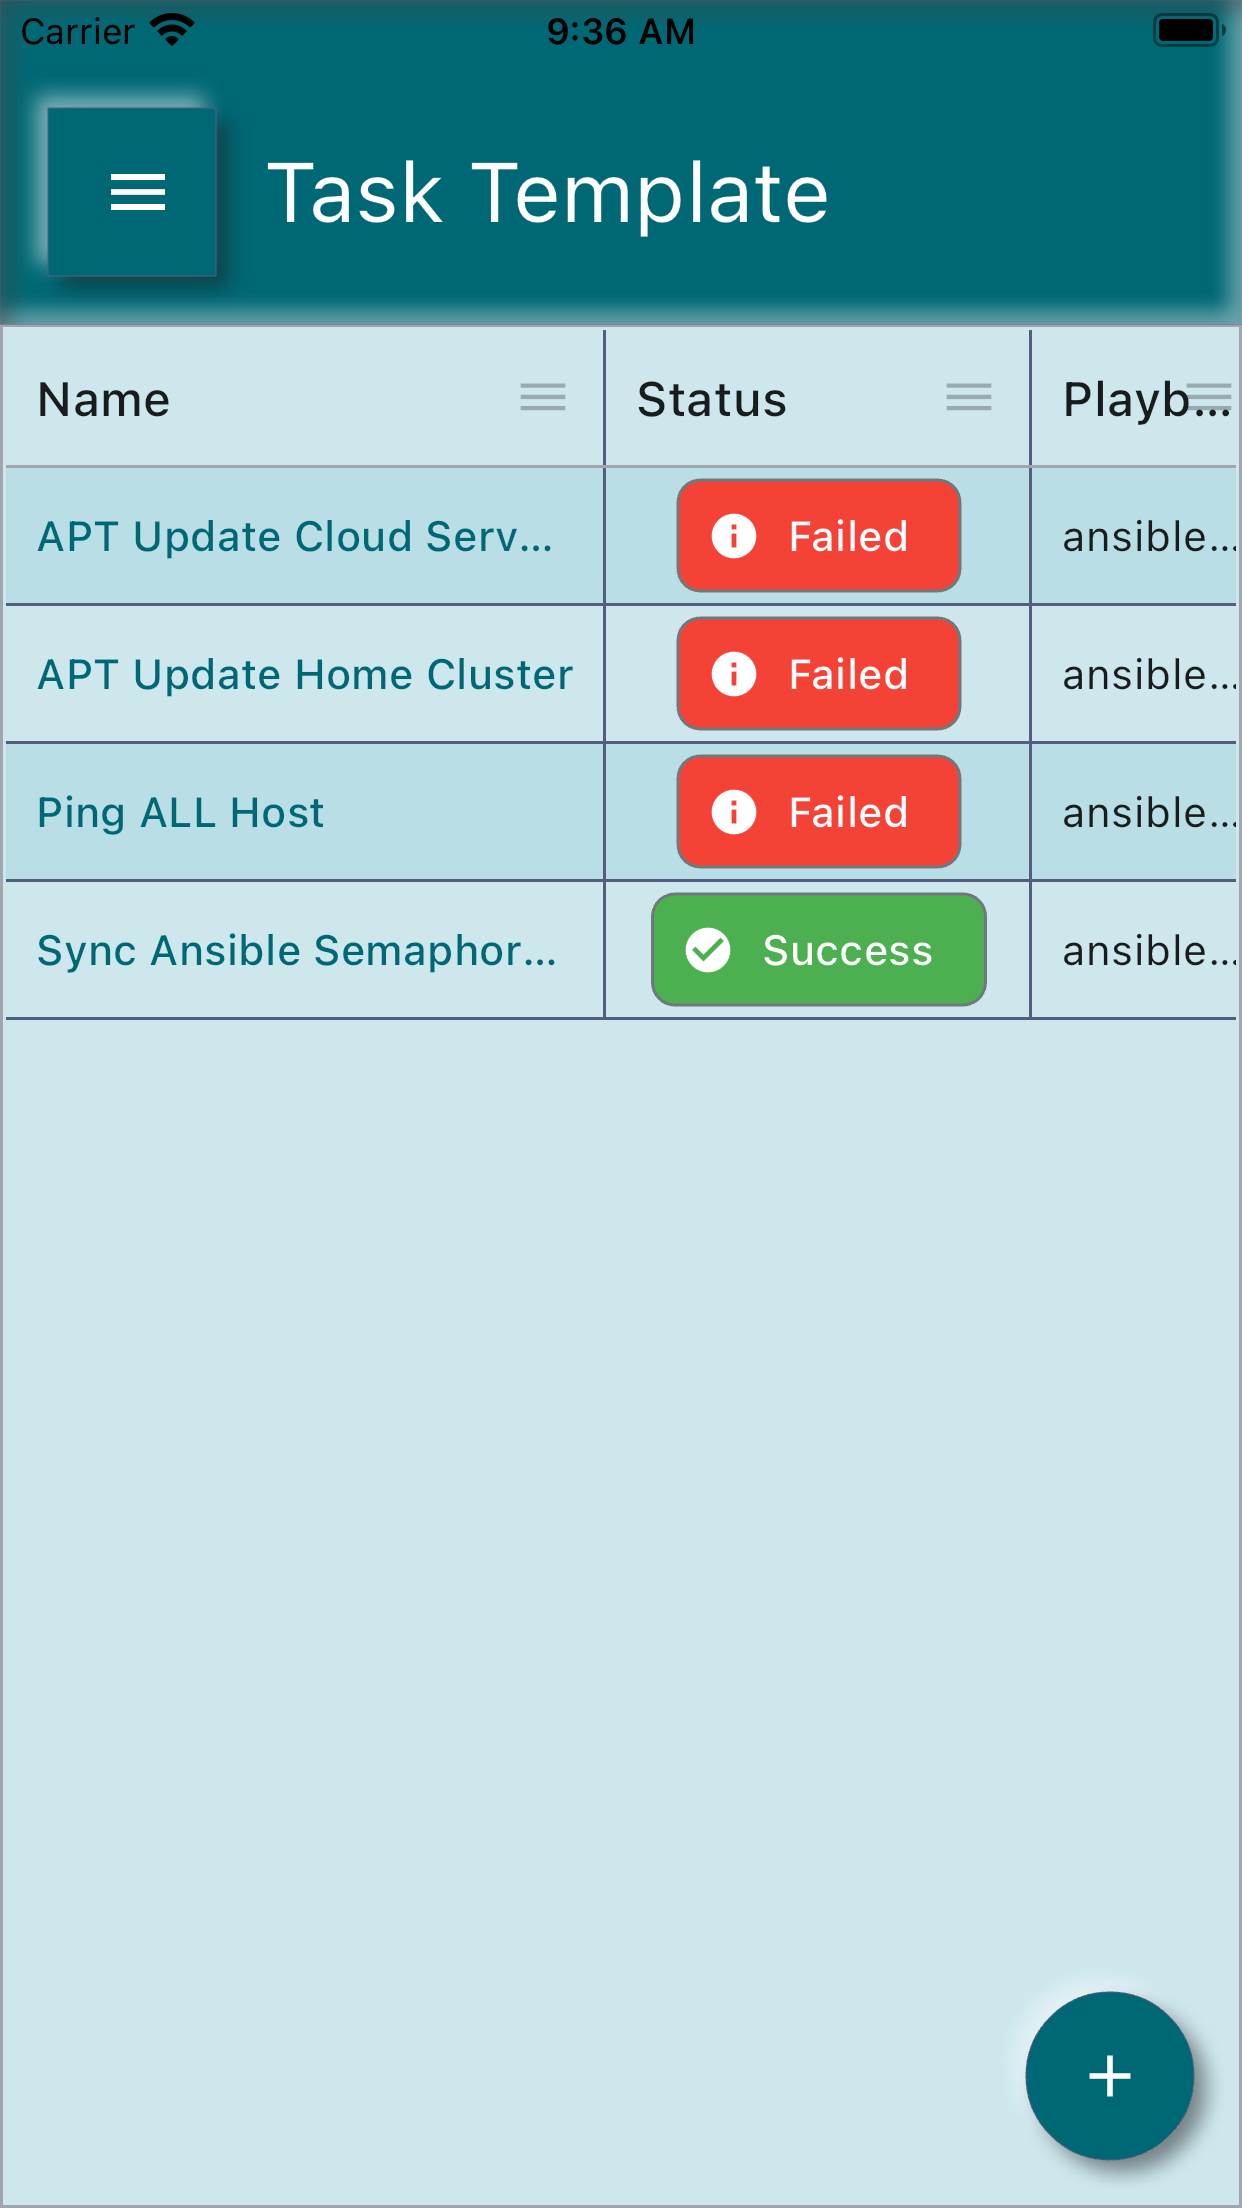 Carrier 9:36 AM
Task Template
Name Status Playb...
APT Update Cloud Serv... Failed ansible...
APT Update Home Cluster Failed ansible...
Ping ALL Host Failed ansible...
Sync Ansible Semaphor... Success ansible...